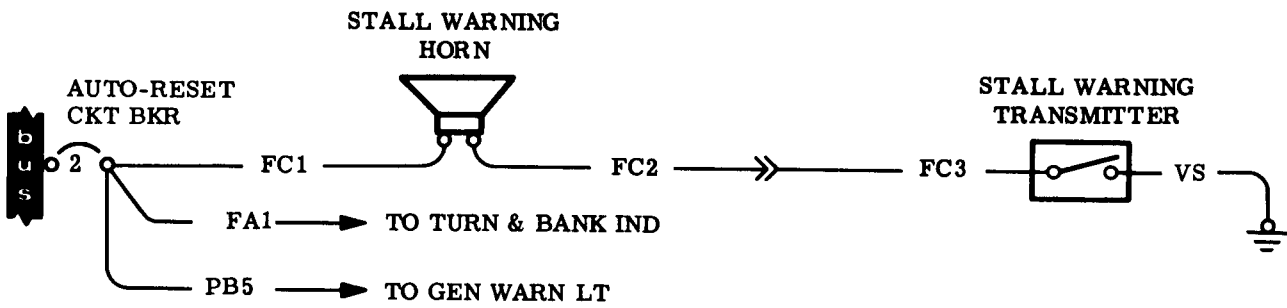 STALL WARNING
HORN
AUTO-RESET
CKT BKR
STALL WARNING
TRANSMITTER
bus
2
FC1
FC2
FC3
VS
FA1
TO TURN & BANK IND
PB5
TO GEN WARN LT